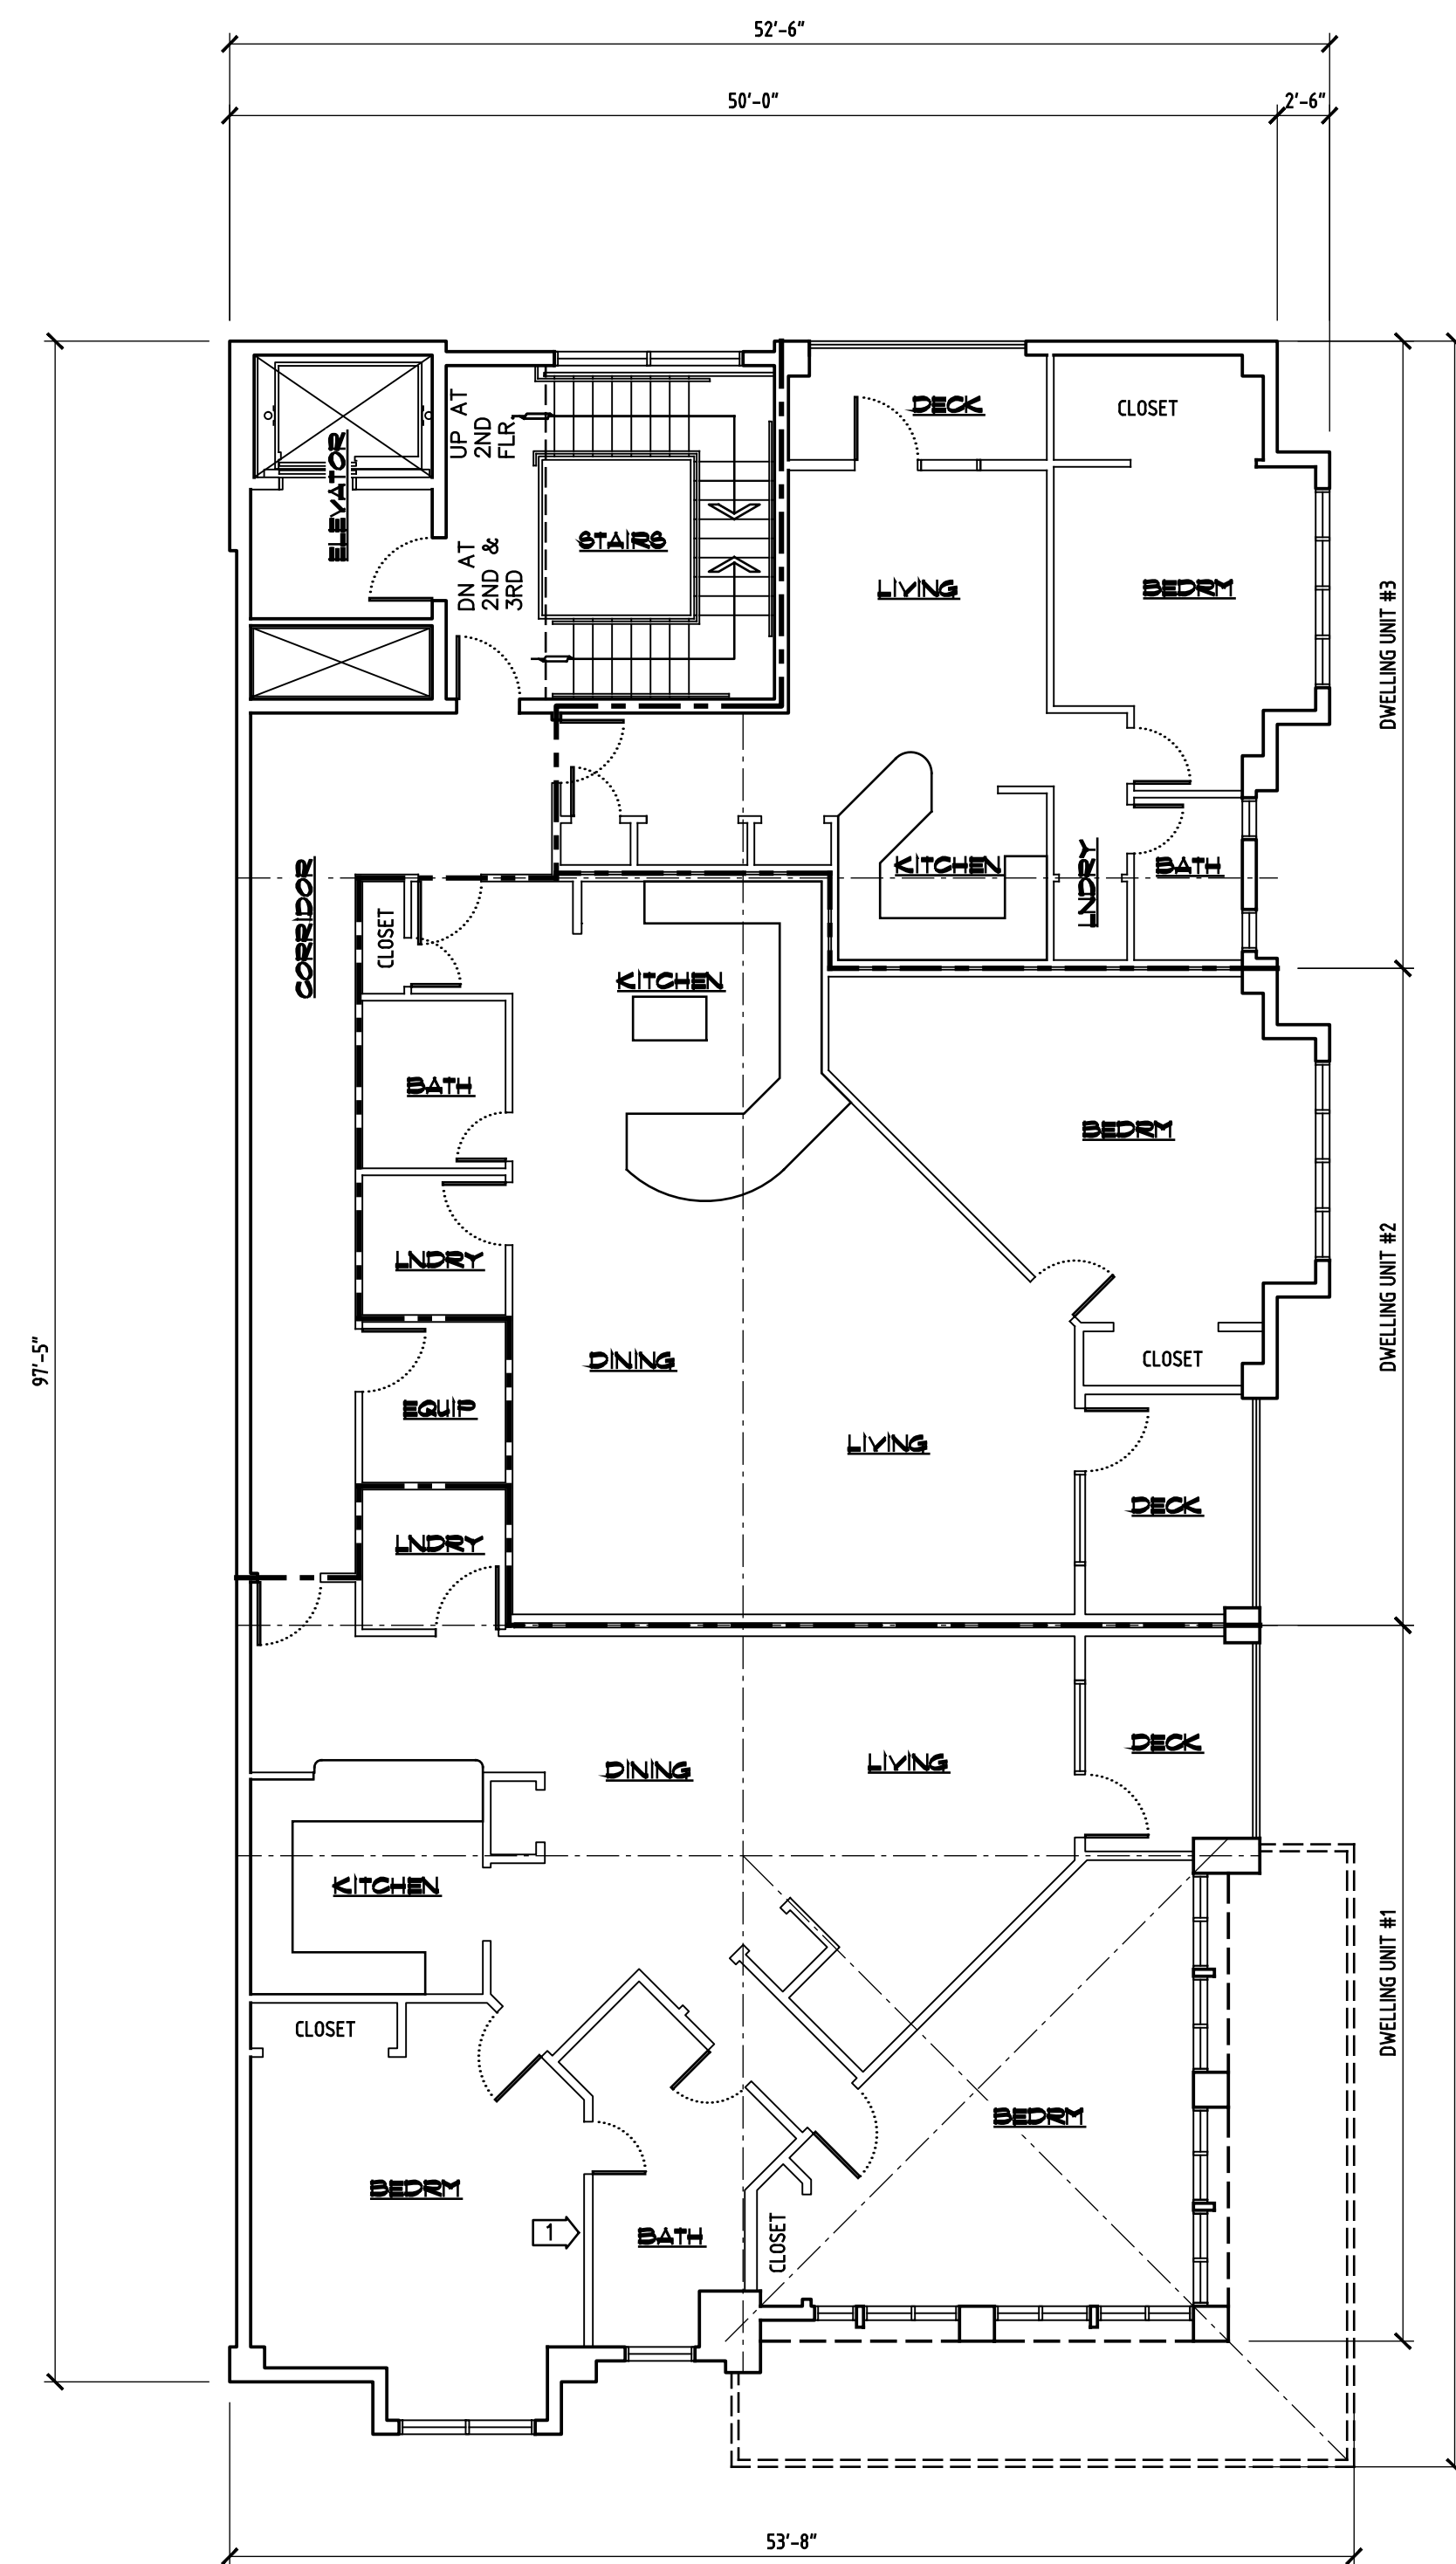 52'-6"
50'-0"
2'-6"
DECK
CLOSET
UP AT
2ND
FLR
ELEVATOR
STAIRS
DN AT
2ND &
3RD
LIVING
BEDRM
DWELLING UNIT #3
CORRIDOR
KITCHEN
LNDRY
BATH
CLOSET
KITCHEN
BATH
BEDRM
LNDRY
DWELLING UNIT #2
97'-5"
DINING
CLOSET
EQUIP
LIVING
DECK
LNDRY
DECK
DINING
LIVING
KITCHEN
DWELLING UNIT #1
CLOSET
BEDRM
BEDRM
1
BATH
CLOSET
53'-8"